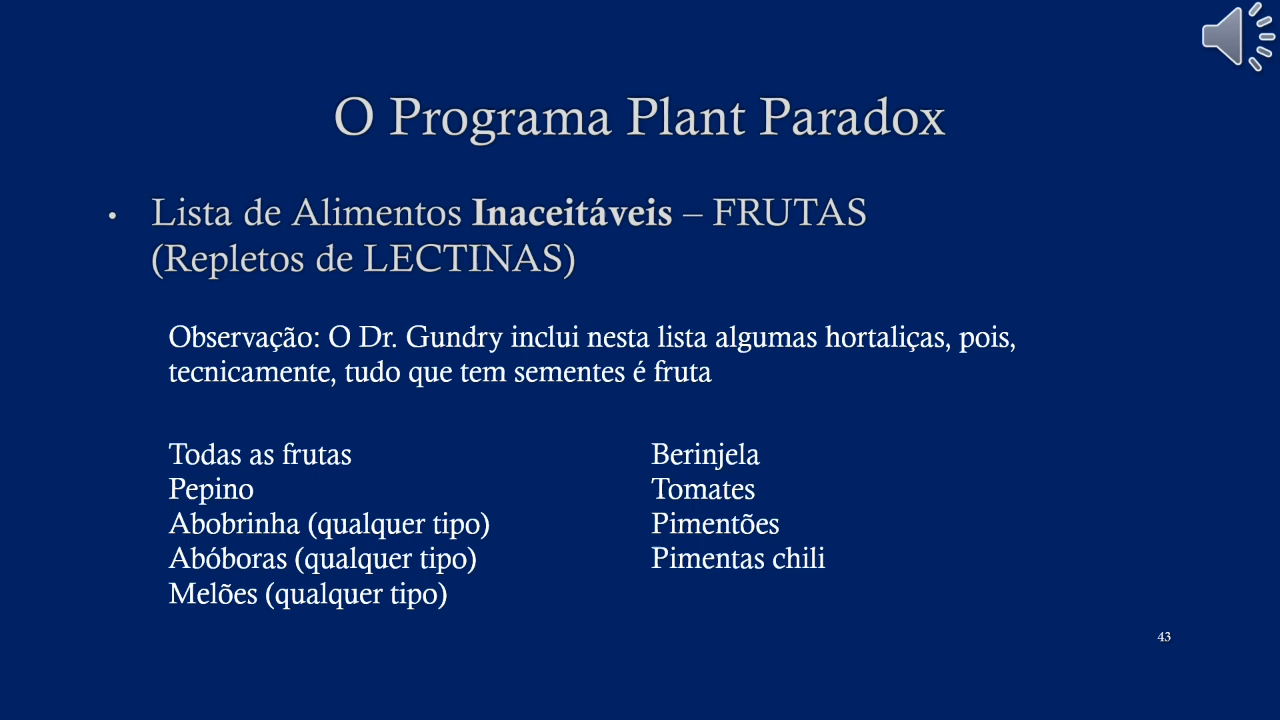 O Programa Plant Paradox
• Lista de Alimentos Inaceitáveis – FRUTAS
(Repletos de LECTINAS)
Observação: O Dr. Gundry inclui nesta lista algumas hortaliças, pois,
tecnicamente, tudo que tem sementes é fruta
Todas as frutas
Pepino
Abobrinha (qualquer tipo)
Abóboras (qualquer tipo)
Melões (qualquer tipo)
Berinjela
Tomates
Pimentões
Pimentas chili
43